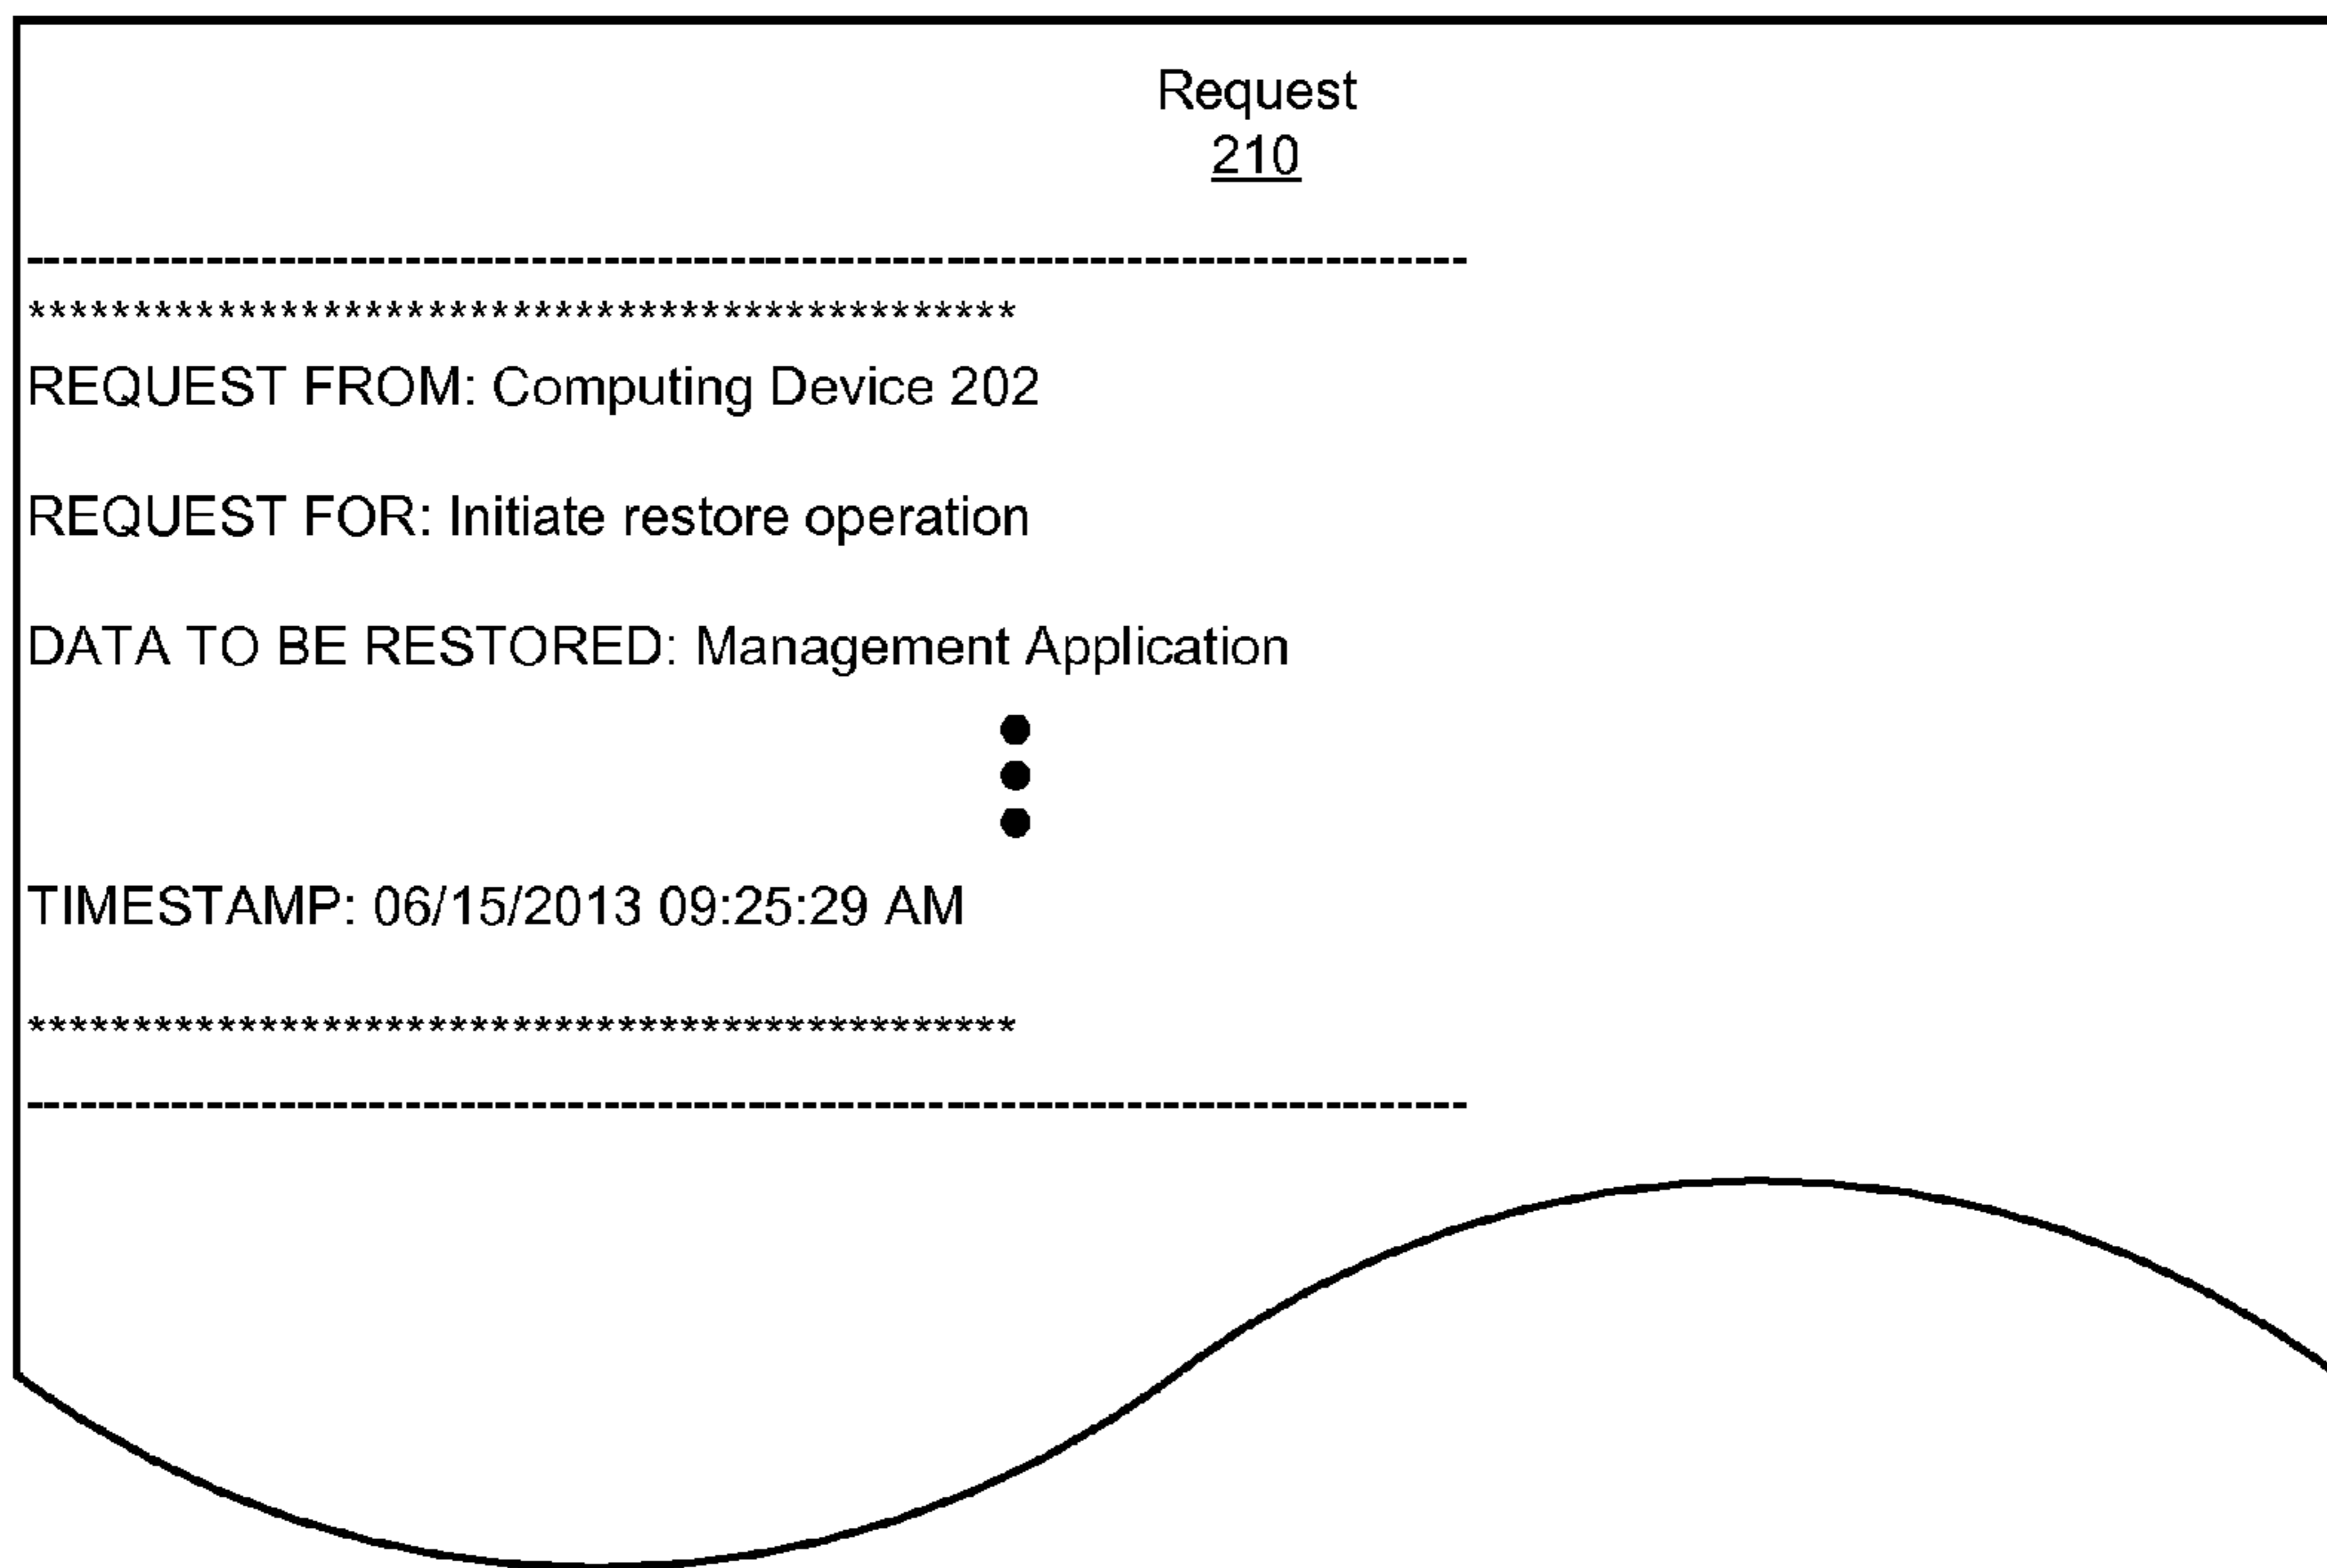 Request
210
--------------------------------------------------------------------------------
***********************************************
REQUEST FROM: Computing Device 202
REQUEST FOR: Initiate restore operation
DATA TO BE RESTORED: Management Application
TIMESTAMP: 06/15/2013 09:25:29 AM
***********************************************
--------------------------------------------------------------------------------